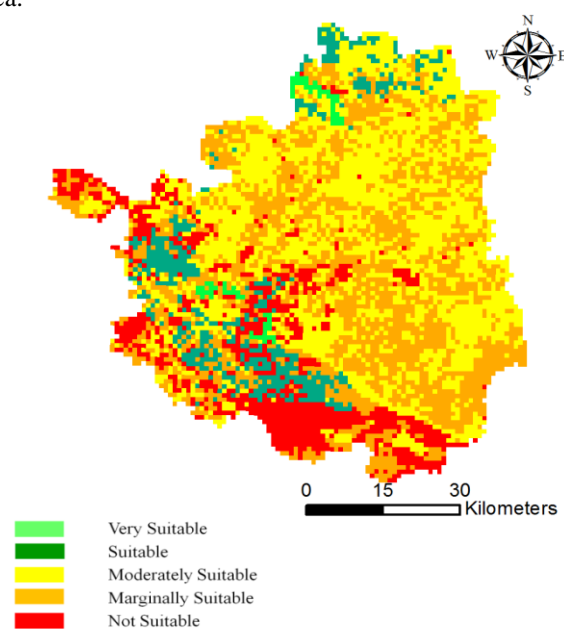 ea.
N
W E
S
0 15 30
Kilometers
Very Suitable
Suitable
Moderately Suitable
Marginally Suitable
Not Suitable